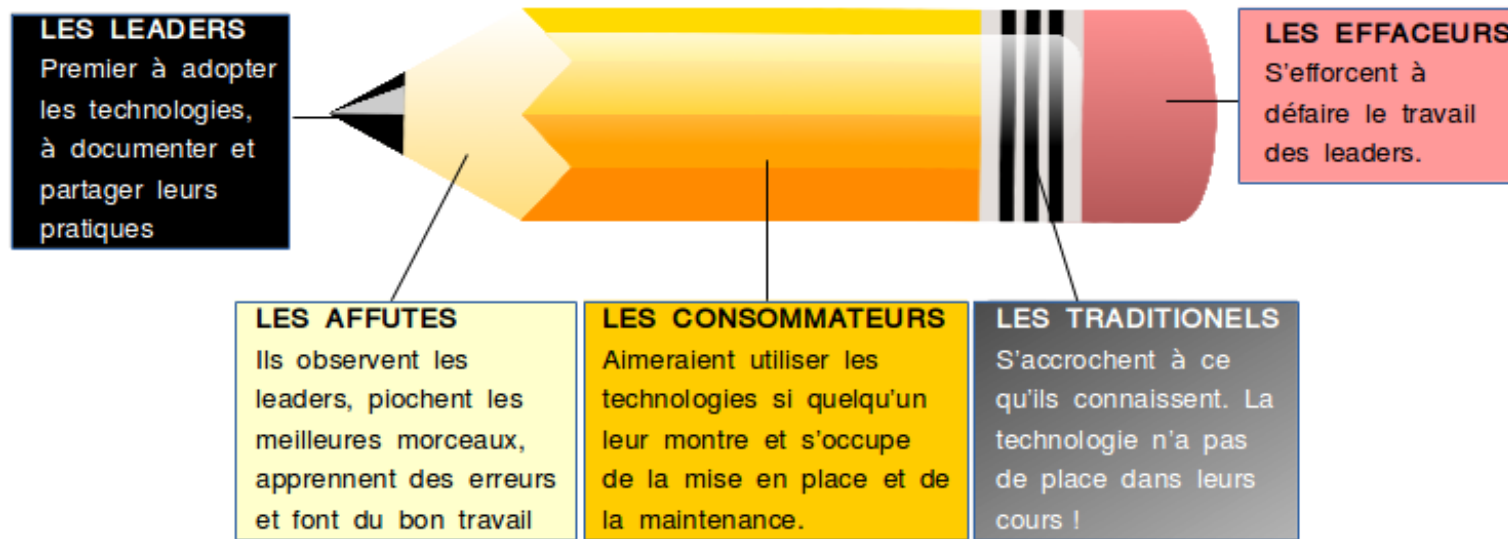 LES LEADERS
Premier à adopter
les technologies,
à documenter et
partager leurs
pratiques
LES EFFACEURS
S'efforcent à
défaire le travail
des leaders.
LES AFFUTES
Ils observent les
leaders, piochent les
meilleures morceaux,
apprennent des erreurs
et font du bon travail
LES CONSOMMATEURS
Aimeraient utiliser les
technologies si quelqu'un
leur montre et s'occupe
de la mise en place et de
la maintenance.
LES TRADITIONELS
S'accrochent à ce
qu'ils connaissent. La
technologie n'a pas
de place dans leurs
cours !